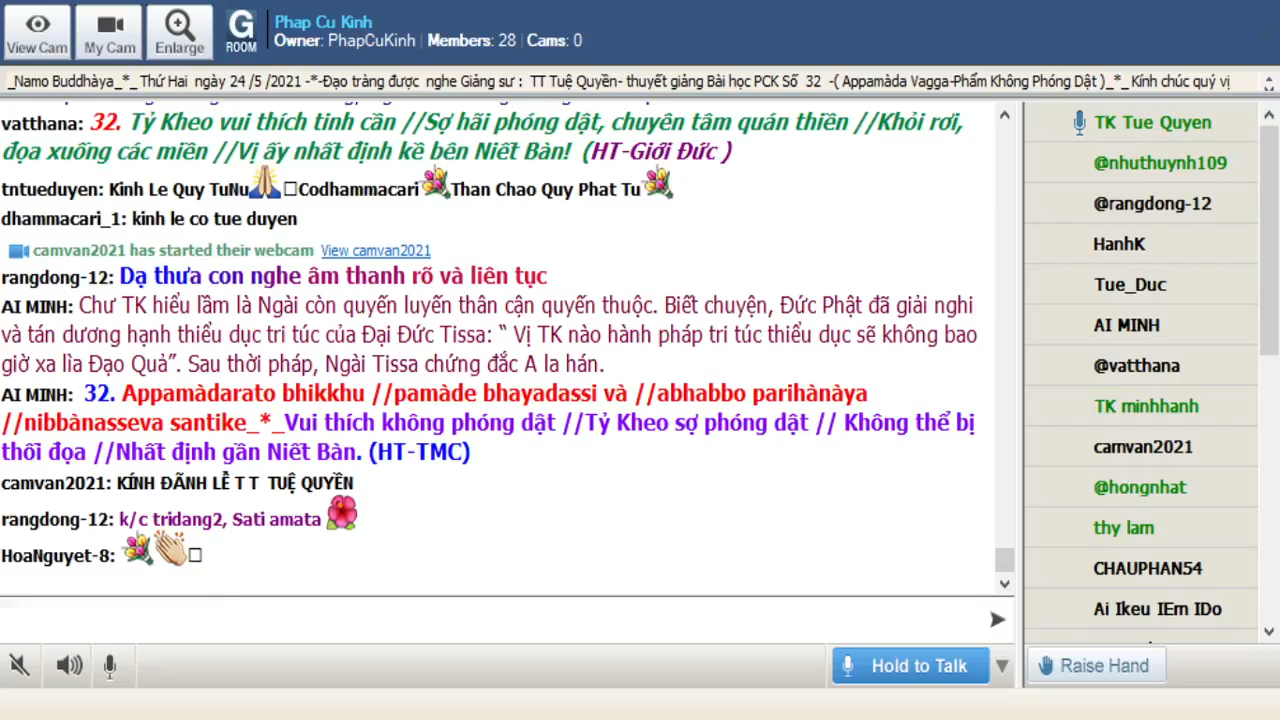 View Cam
My Cam
Enlarge
G
ROOM
Phap Cu Kinh
Owner: PhapCuKinh | Members: 28 | Cams: 0
_Namo Buddhàya_*_ Thứ Hai ngày 24 /5 /2021 -*-Đạo tràng được nghe Giảng sư : TT Tuệ Quyền- thuyết giảng Bài học PCK Số 32 -( Appamàda Vagga-Phẩm Không Phóng Dật )_*_ Kính chúc quý vị
vatthana: 32. Tỷ Kheo vui thích tinh cần //Sợ hãi phóng dật, chuyên tâm quán thiền //Khỏi rơi,
đọa xuống các miền //Vị ấy nhất định kề bên Niết Bàn! (HT-Giới Đức )
tntueduyen: Kinh Le Quy TuNu Codhammacari Than Chao Quy Phat Tu
dhammacari_1: kinh le co tue duyen
camvan2021 has started their webcam View camvan2021
rangdong-12: Dạ thưa con nghe âm thanh rõ và liên tục
AI MINH: Chư TK hiểu lầm là Ngài còn quyến luyến thân cận quyến thuộc. Biết chuyện, Đức Phật đã giải nghi
và tán dương hạnh thiểu dục tri túc của Đại Đức Tissa: “ Vị TK nào hành pháp tri túc thiểu dục sẽ không bao
giờ xa lìa Đạo Quả”. Sau thời pháp, Ngài Tissa chứng đắc A la hán.
AI MINH: 32. Appamàdarato bhikkhu //pamàde bhayadassi và //abhabbo parihànàya
//nibbànasseva santike_*_Vui thích không phóng dật //Tỷ Kheo sợ phóng dật // Không thể bị
thối đọa //Nhất định gần Niết Bàn. (HT-TMC)
camvan2021: KÍNH ĐÃNH LỄ T T TUỆ QUYỀN
rangdong-12: k/c tridang2, Sati amata
HoaNguyet-8:
TK Tue Quyen
@nhuthuynh109
@rangdong-12
HanhK
Tue_Duc
AI MINH
@vatthana
TK minhhanh
camvan2021
@hongnhat
thy lam
CHAUPHAN54
Ai Ikeu IEm IDo
Hold to Talk
Raise Hand